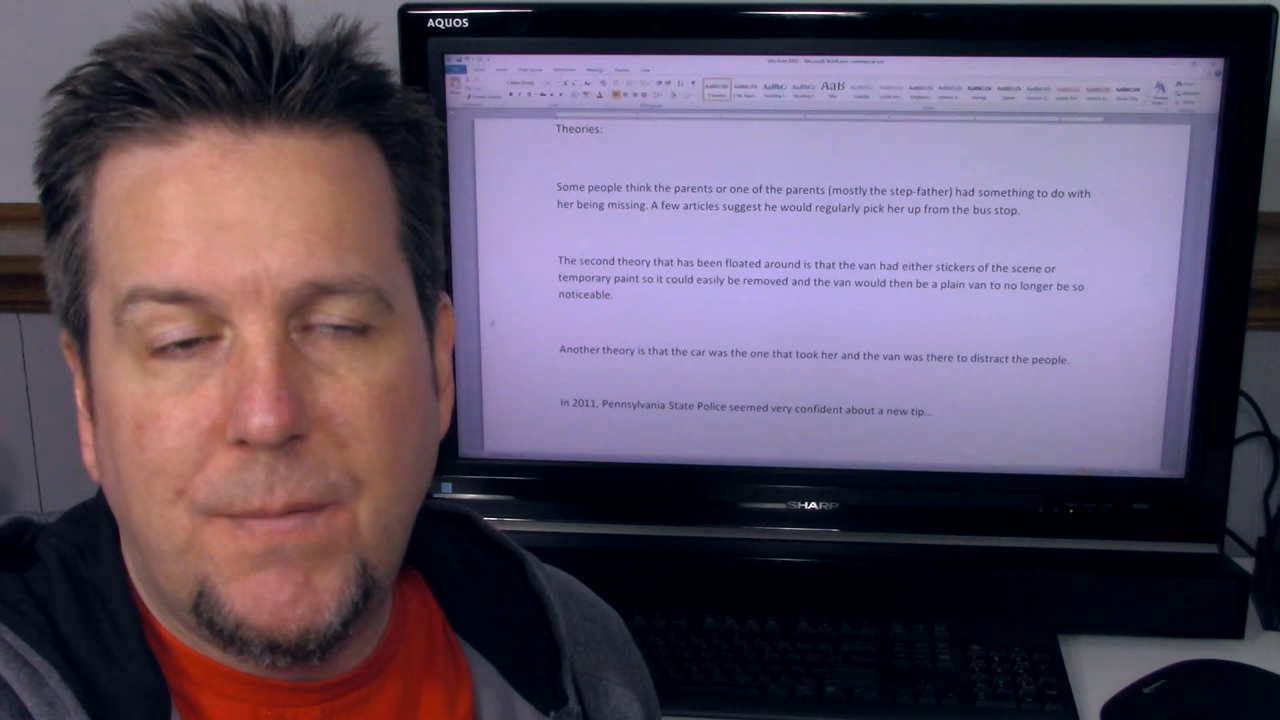 AQUOS
Theories:
Some people think the parents or one of the parents (mostly the step-father) had something to do with
her being missing. A few articles suggest he would regularly pick her up from the bus stop.
The second theory that has been floated around is that the van had either stickers of the scene or
temporary paint so it could easily be removed and the van would then be a plain van to no longer be so
noticeable.
Another theory is that the car was the one that took her and the van was there to distract the people.
In 2011, Pennsylvania State Police seemed very confident about a new tip...
SHARP